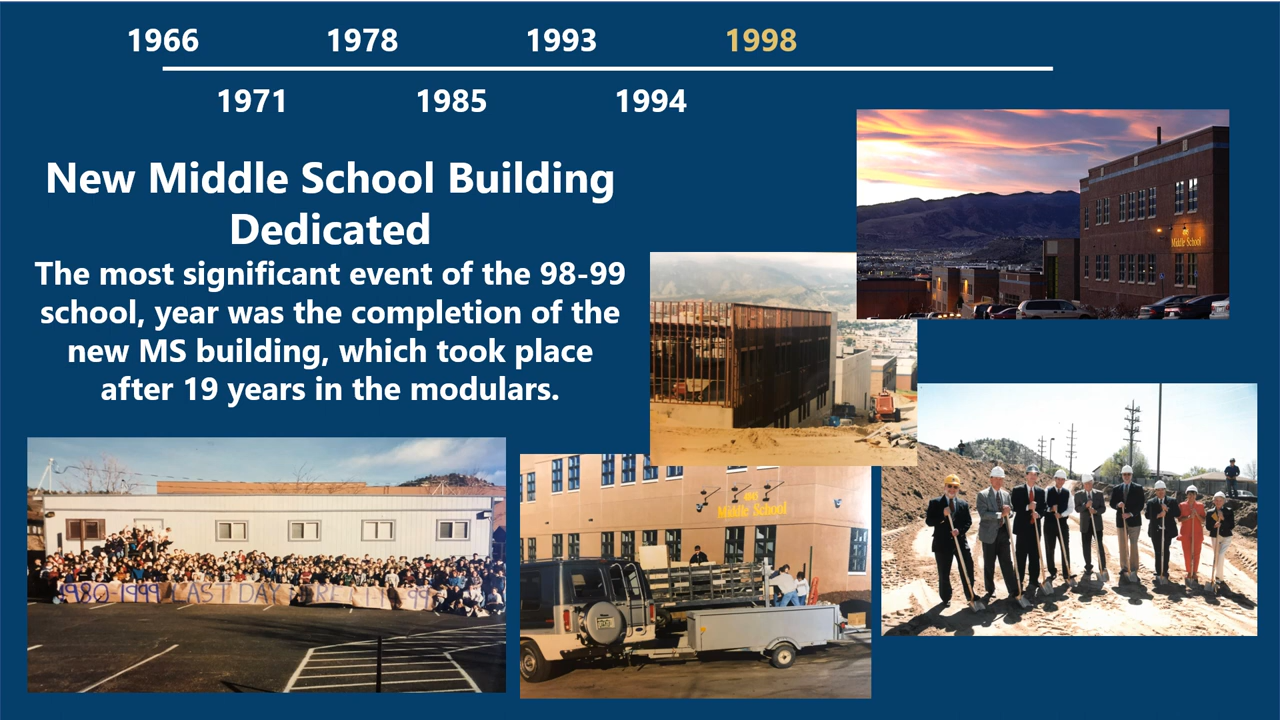 1966 1978 1993 1998
1971 1985 1994
New Middle School Building
Dedicated
The most significant event of the 98-99
school, year was the completion of the
new MS building, which took place
after 19 years in the modulars.
Middle School
Middle School
1980-1999 LAST DAY